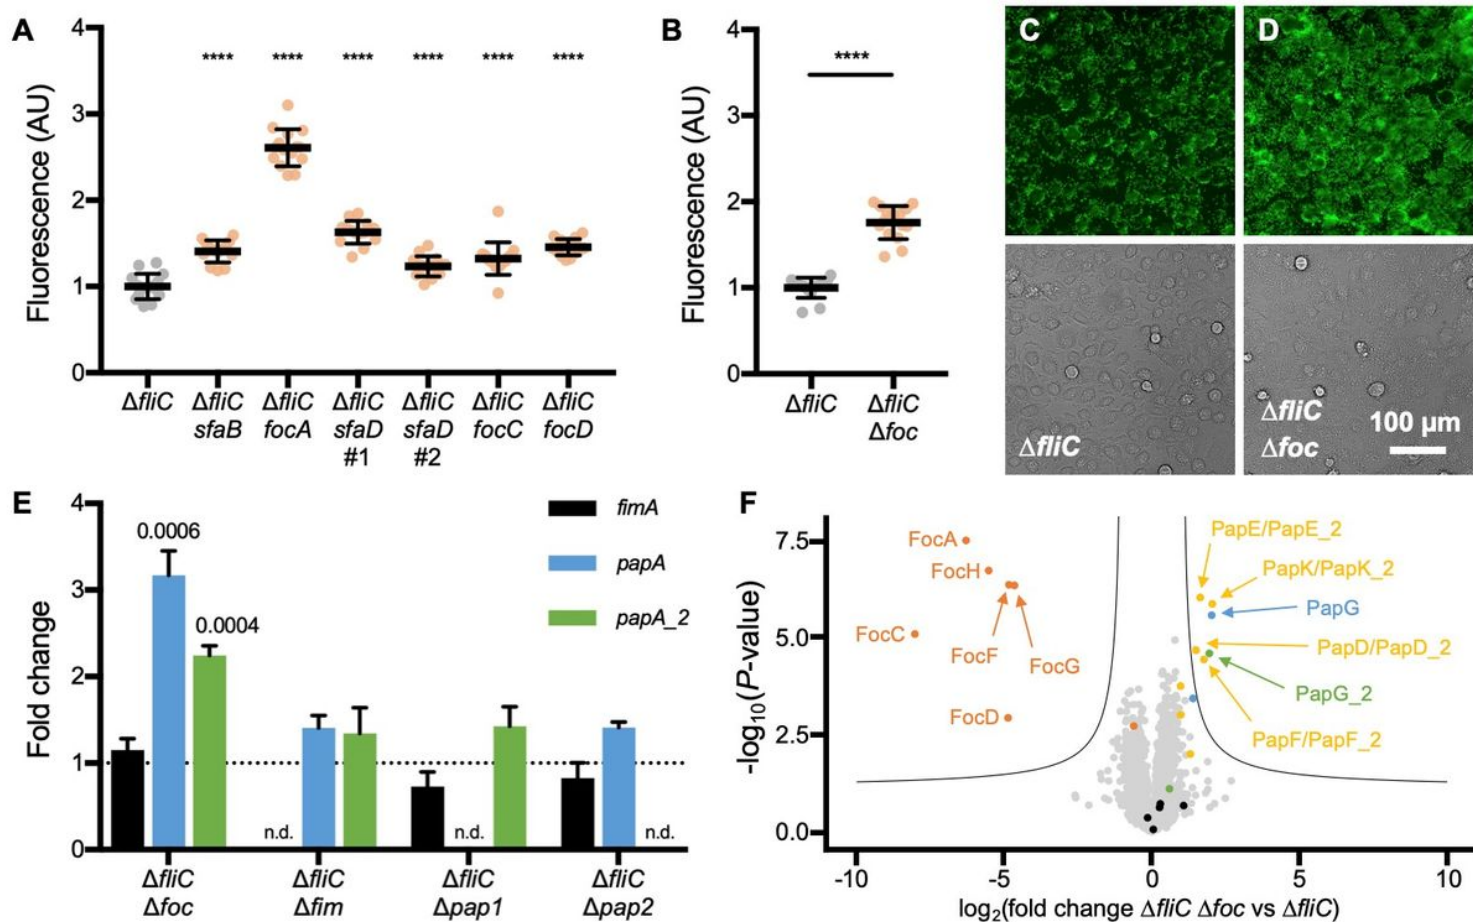 A
Fluorescence (AU)
4
3
2
1
0
****
****
****
****
****
****
ΔfliC
ΔfliC
sfaB
ΔfliC
focA
ΔfliC
sfaD
#1
ΔfliC
sfaD
#2
ΔfliC
focC
ΔfliC
focD
B
Fluorescence (AU)
4
3
2
1
0
****
ΔfliC
ΔfliC
Δfoc
C
D
ΔfliC
ΔfliC
Δfoc
100 µm
E
Fold change
4
3
2
1
0
0.0006
0.0004
fimA
papA
papA_2
n.d.
n.d.
n.d.
ΔfliC
Δfoc
ΔfliC
Δfim
ΔfliC
Δpap1
ΔfliC
Δpap2
F
-log10(P-value)
7.5
5.0
2.5
0.0
FocA
FocH
FocC
FocF
FocG
FocD
PapE/PapE_2
PapK/PapK_2
PapG
PapD/PapD_2
PapG_2
PapF/PapF_2
-10
-5
0
5
10
log2(fold change ΔfliC Δfoc vs ΔfliC)